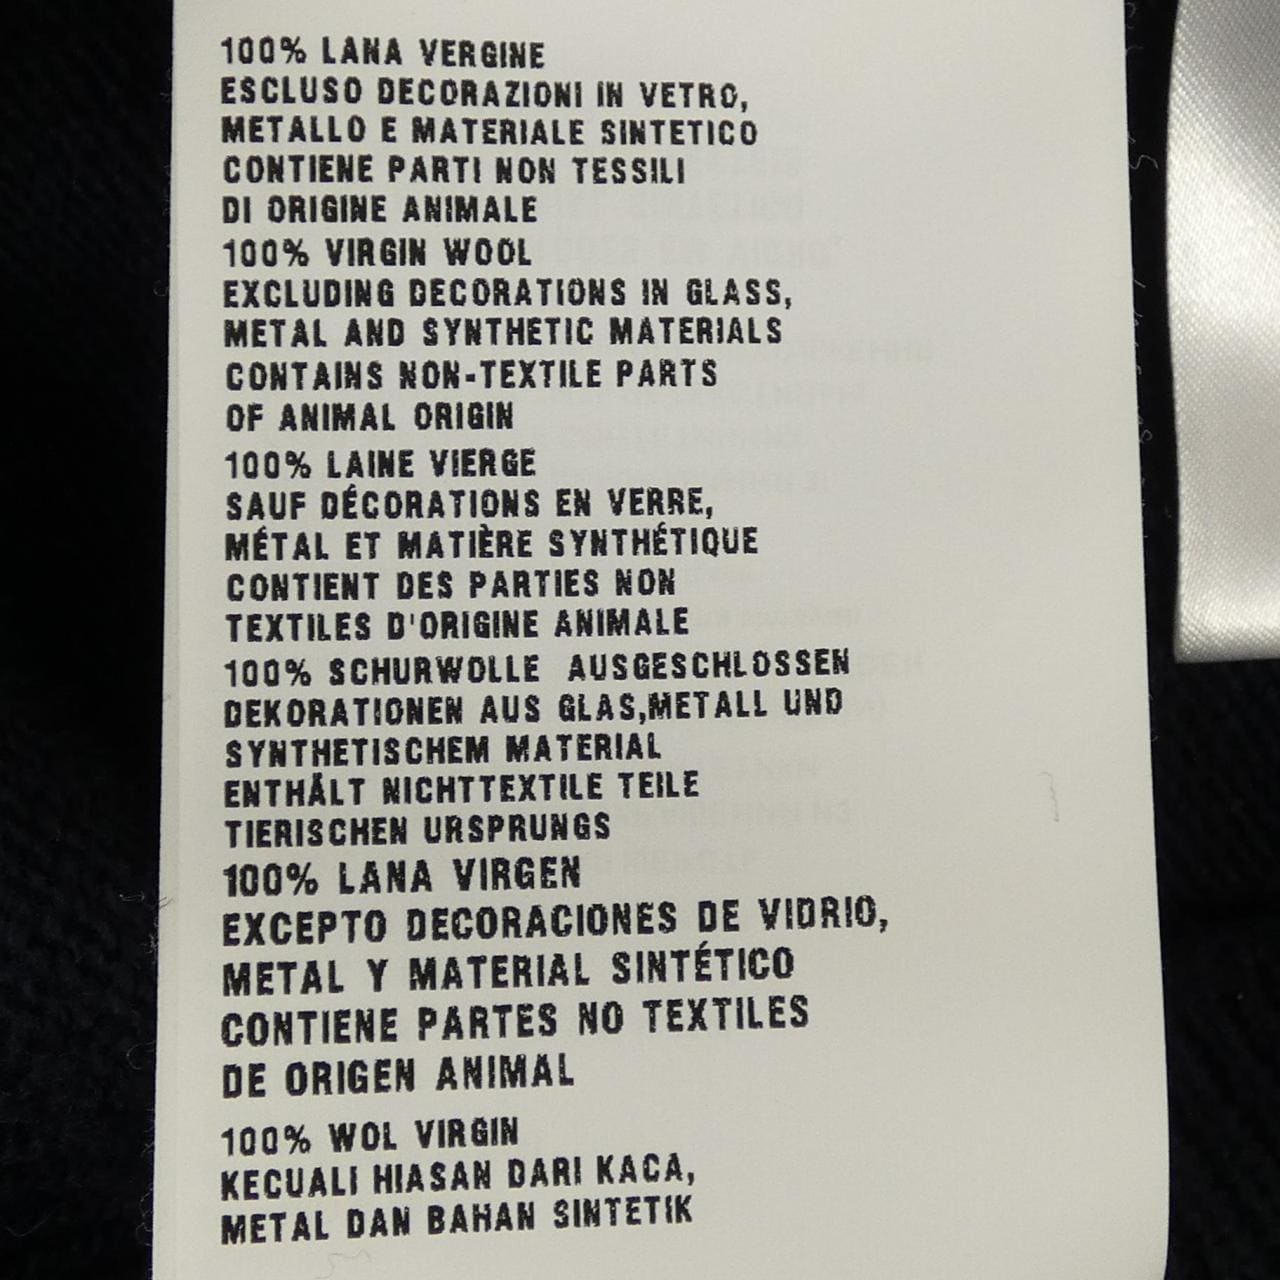 100% LANA VERGINE
ESCLUSO DECORAZIONI IN VETRO,
METALLO E MATERIALE SINTETICO
CONTIENE PARTI NON TESSILI
DI ORIGINE ANIMALE
100% VIRGIN WOOL
EXCLUDING DECORATIONS IN GLASS,
METAL AND SYNTHETIC MATERIALS
CONTAINS NON-TEXTILE PARTS
OF ANIMAL ORIGIN
100% LAINE VIERGE
SAUF DÉCORATIONS EN VERRE,
MÉTAL ET MATIÈRE SYNTHÉTIQUE
CONTIENT DES PARTIES NON
TEXTILES D'ORIGINE ANIMALE
100% SCHURWOLLE AUSGESCHLOSSEN
DEKORATIONEN AUS GLAS,METALL UND
SYNTHETISCHEM MATERIAL
ENTHÄLT NICHTTEXTILE TEILE
TIERISCHEN URSPRUNGS
100% LANA VIRGEN
EXCEPTO DECORACIONES DE VIDRIO,
METAL Y MATERIAL SINTÉTICO
CONTIENE PARTES NO TEXTILES
DE ORIGEN ANIMAL
100% WOL VIRGIN
KECUALI HIASAN DARI KACA,
METAL DAN BAHAN SINTETIK